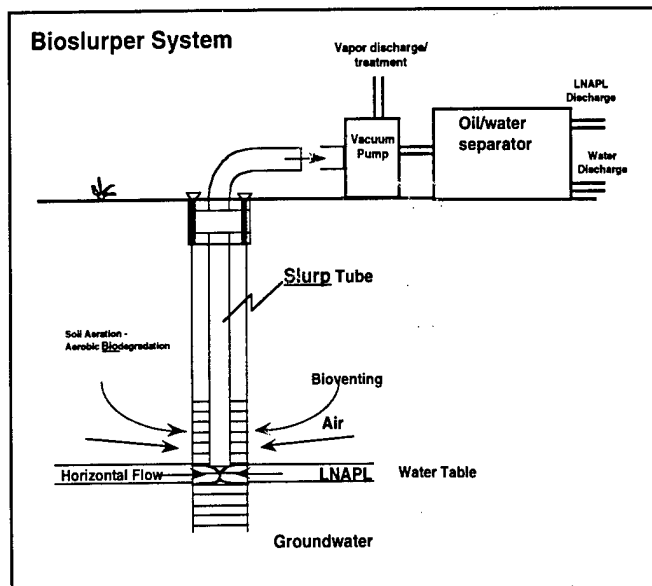 Bioslurper System
Vapor discharge/
treatment
LNAPL
Discharge
Vacuum
Pump
Oil/water
separator
Water
Discharge
Slurp Tube
Soil Aeration -
Aerobic Biodegradation
Bioventing
Air
Horizontal Flow
LNAPL
Water Table
Groundwater